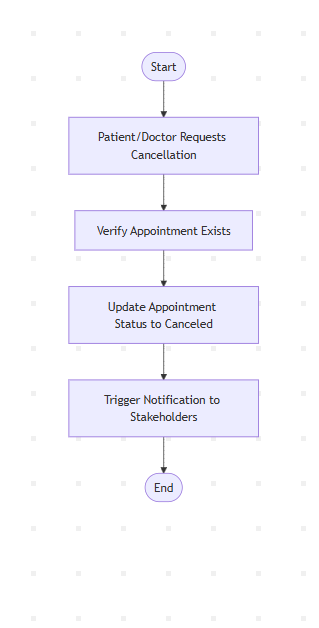 Start
Patient/Doctor Requests
Cancellation
Verify Appointment Exists
Update Appointment
Status to Canceled
Trigger Notification to
Stakeholders
End